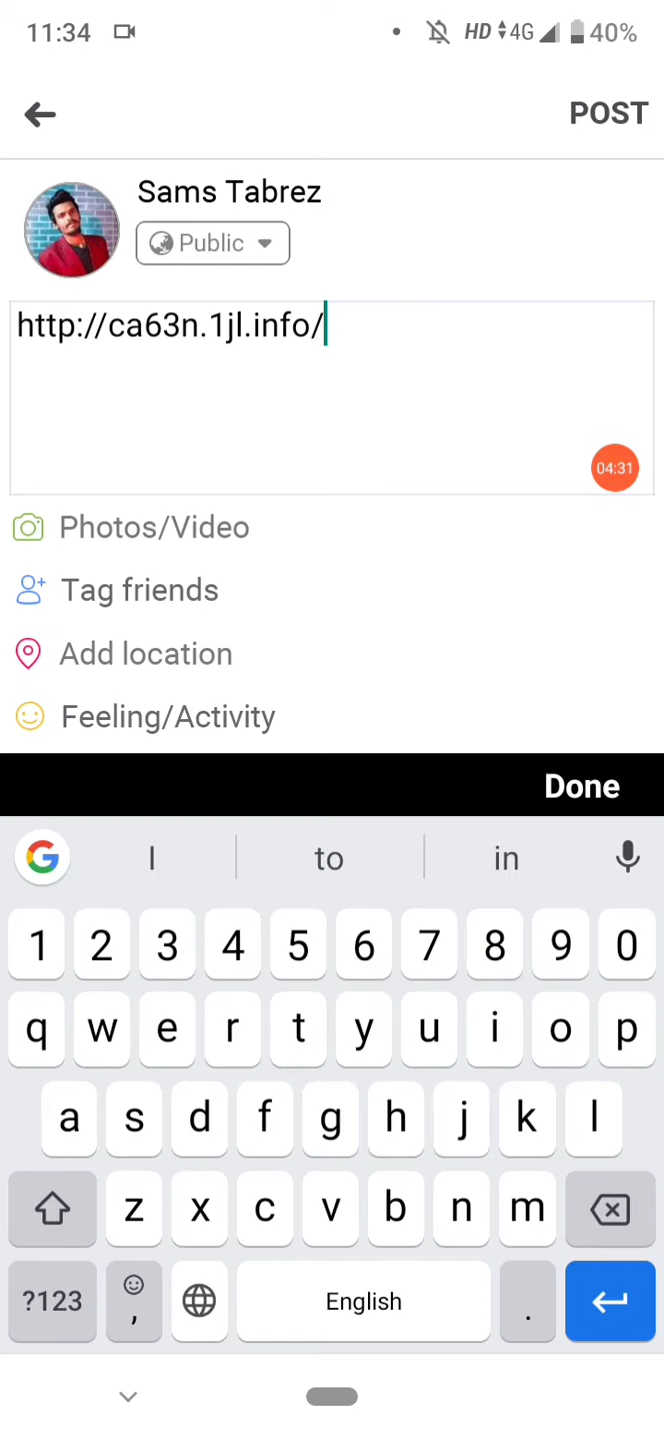 11:34 HD 4G 40%
POST
Sams Tabrez
Public
http://ca63n.1jl.info/
04:31
Photos/Video
Tag friends
Add location
Feeling/Activity
Done
G I to in
1 2 3 4 5 6 7 8 9 0
q w e r t y u i o p
a s d f g h j k l
z x c v b n m
?123 , English .